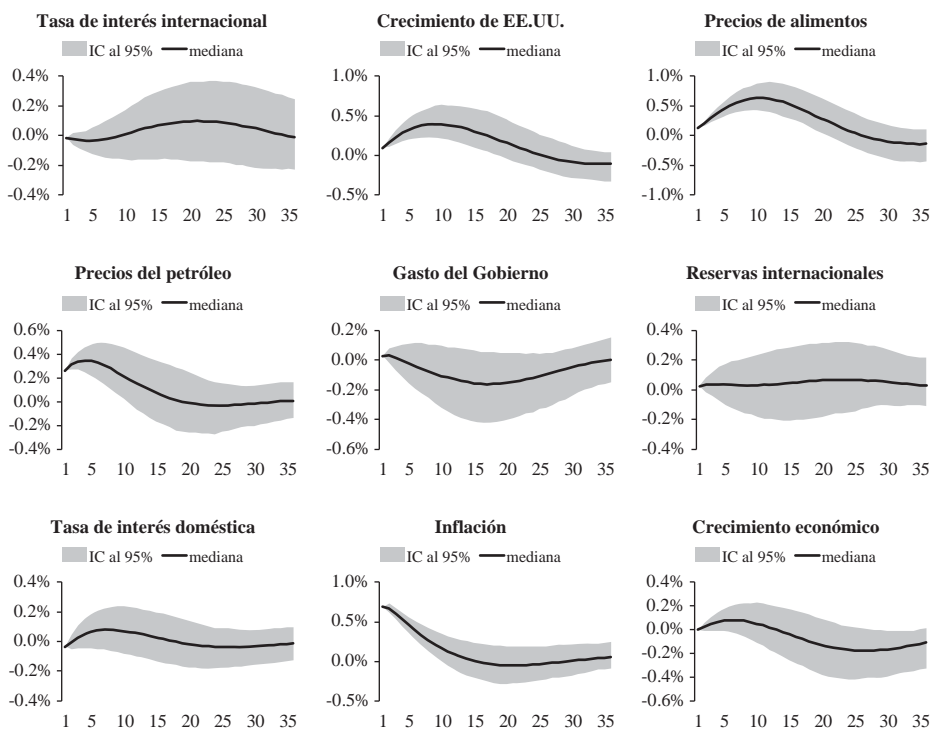 Tasa de interés internacional
IC al 95% mediana
0.4%
0.2%
0.0%
-0.2%
-0.4%
1 5 10 15 20 25 30 35
Crecimiento de EE.UU.
IC al 95% mediana
1.0%
0.5%
0.0%
-0.5%
1 5 10 15 20 25 30 35
Precios de alimentos
IC al 95% mediana
1.0%
0.5%
0.0%
-0.5%
-1.0%
1 5 10 15 20 25 30 35
Precios del petróleo
IC al 95% mediana
0.6%
0.4%
0.2%
0.0%
-0.2%
-0.4%
1 5 10 15 20 25 30 35
Gasto del Gobierno
IC al 95% mediana
0.2%
0.0%
-0.2%
-0.4%
-0.6%
1 5 10 15 20 25 30 35
Reservas internacionales
IC al 95% mediana
0.4%
0.2%
0.0%
-0.2%
-0.4%
1 5 10 15 20 25 30 35
Tasa de interés doméstica
IC al 95% mediana
0.4%
0.2%
0.0%
-0.2%
-0.4%
1 5 10 15 20 25 30 35
Inflación
IC al 95% mediana
1.0%
0.5%
0.0%
-0.5%
1 5 10 15 20 25 30 35
Crecimiento económico
IC al 95% mediana
0.4%
0.2%
0.0%
-0.2%
-0.4%
-0.6%
1 5 10 15 20 25 30 35